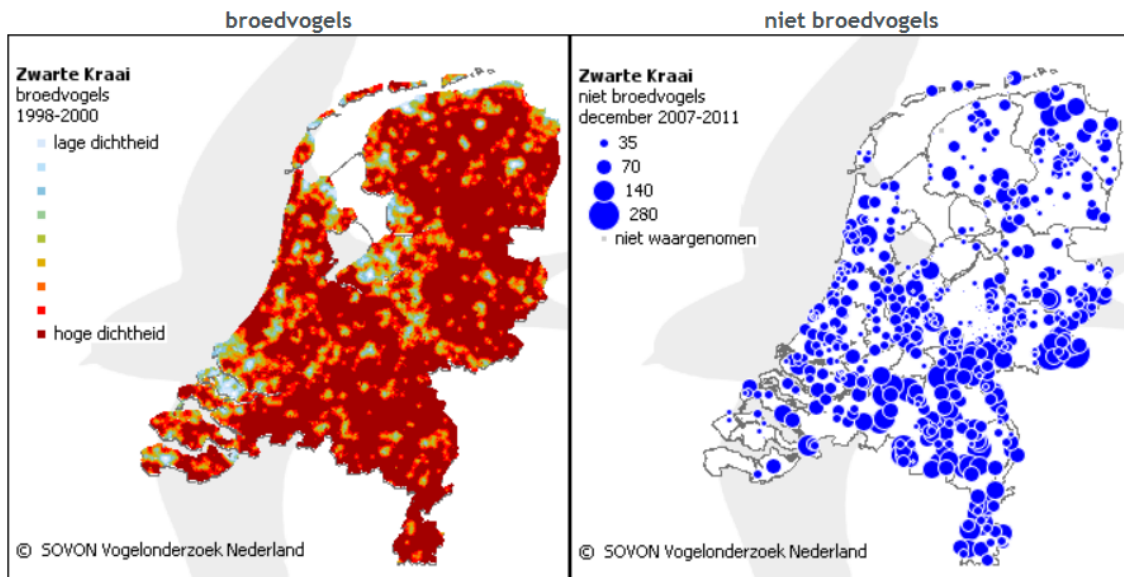 broedvogels
Zwarte Kraai
broedvogels
1998-2000
lage dichtheid
hoge dichtheid
© SOVON Vogelonderzoek Nederland
niet broedvogels
Zwarte Kraai
niet broedvogels
december 2007-2011
35
70
140
280
niet waargenomen
© SOVON Vogelonderzoek Nederland